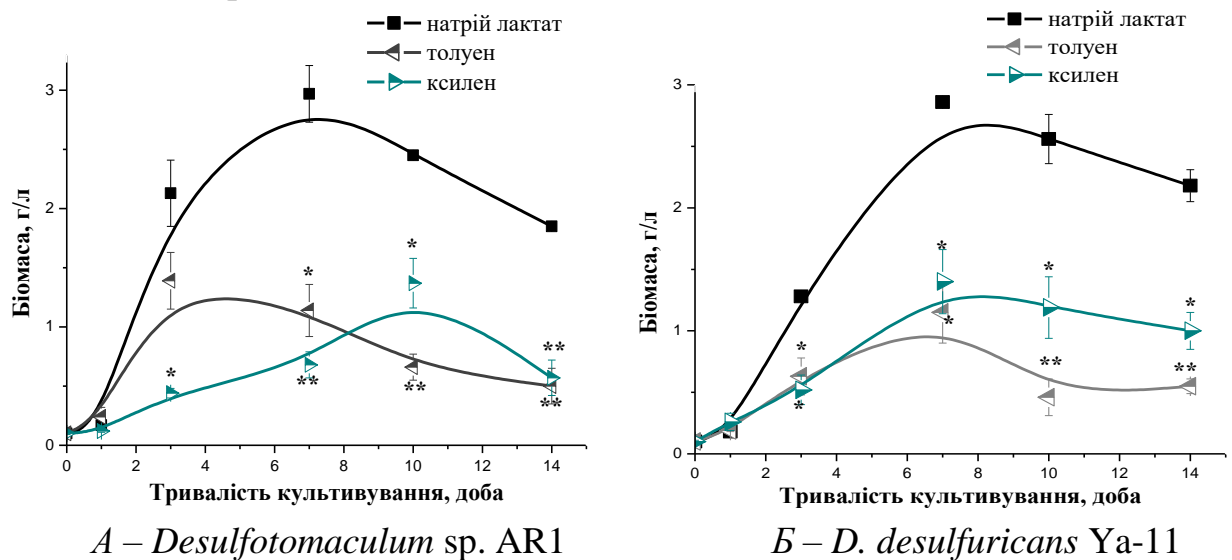 натрій лактат
толуен
ксилен
Біомаса, г/л
3
2
1
0
* * *
* ** ** ** **
0 2 4 6 8 10 12 14
Тривалість культивування, доба
А – Desulfotomaculum sp. AR1
натрій лактат
толуен
ксилен
Біомаса, г/л
3
2
1
0
* * * *
* * ** **
0 2 4 6 8 10 12 14
Тривалість культивування, доба
Б – D. desulfuricans Ya-11